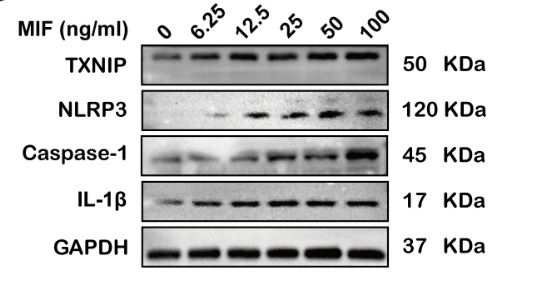 MIF (ng/ml) 0 6.25 12.5 25 50 100
TXNIP 50 KDa
NLRP3 120 KDa
Caspase-1 45 KDa
IL-1β 17 KDa
GAPDH 37 KDa